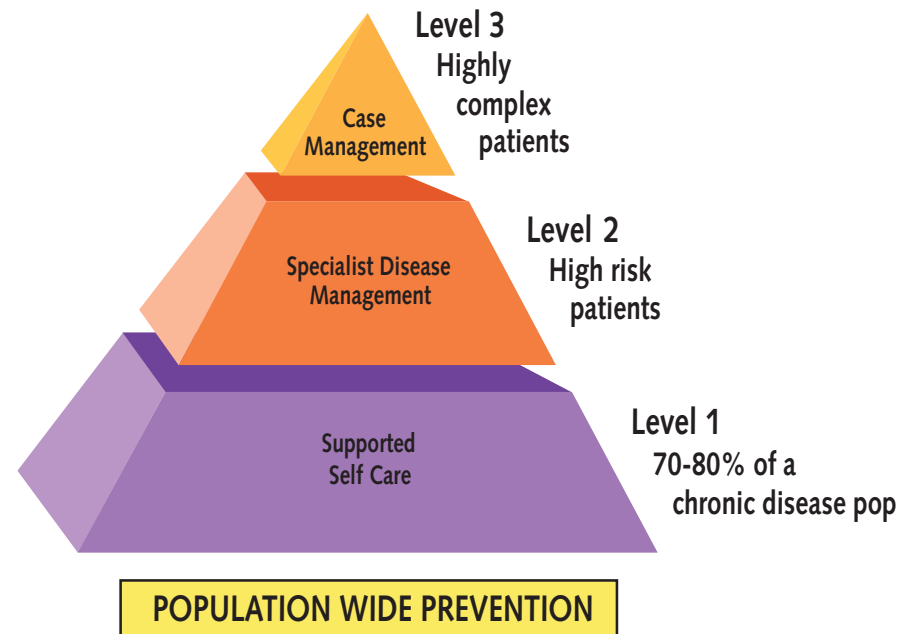 Level 3
Highly
complex
patients
Case
Management
Level 2
High risk
patients
Specialist Disease
Management
Level 1
70-80% of a
chronic disease pop
Supported
Self Care
POPULATION WIDE PREVENTION